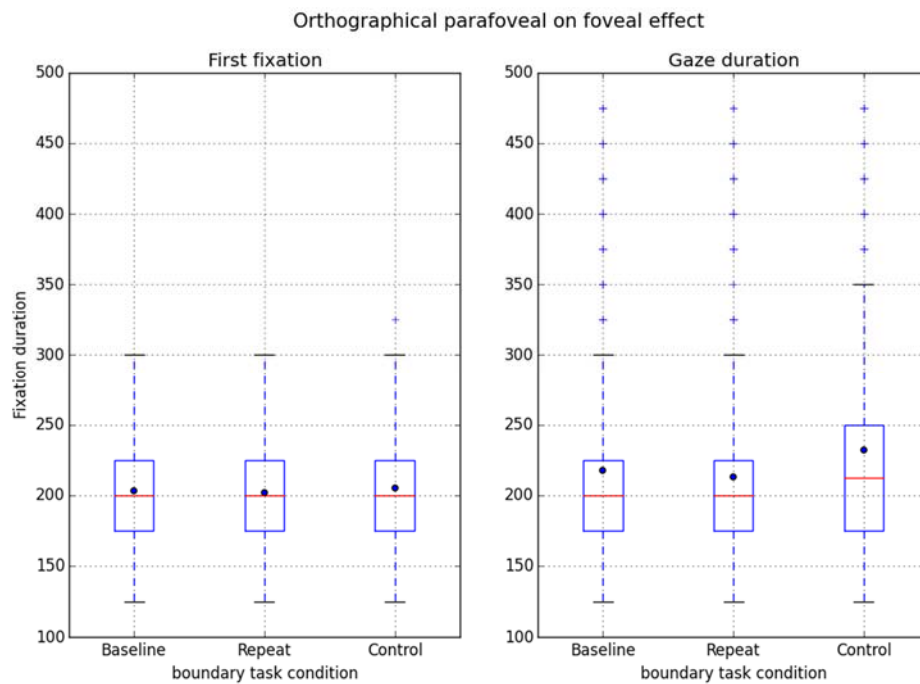 Orthographical parafoveal on foveal effect
First fixation
Gaze duration
Fixation duration
500
450
400
350
300
250
200
150
100
Baseline Repeat Control
boundary task condition
500
450
400
350
300
250
200
150
100
Baseline Repeat Control
boundary task condition